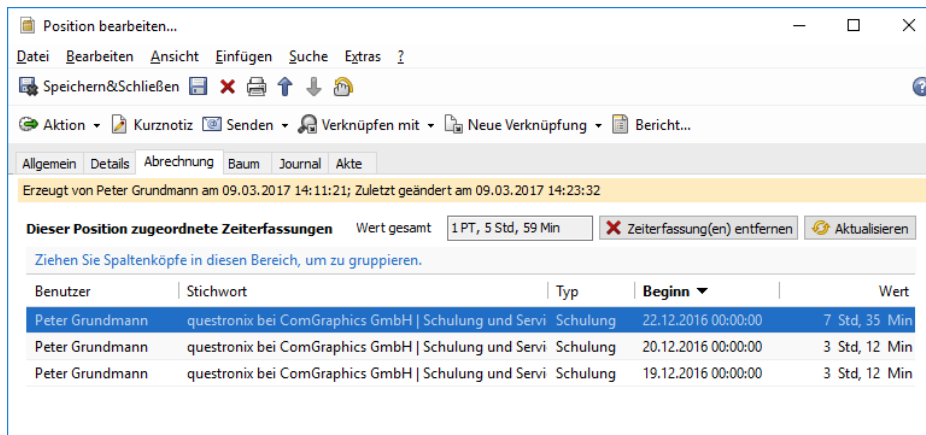 Position bearbeiten...
Datei Bearbeiten Ansicht Einfügen Suche Extras ?
Speichern&Schließen
Aktion Kurznotiz Senden Verknüpfen mit Neue Verknüpfung Bericht...
Allgemein Details Abrechnung Baum Journal Akte
Erzeugt von Peter Grundmann am 09.03.2017 14:11:21; Zuletzt geändert am 09.03.2017 14:23:32
Dieser Position zugeordnete Zeiterfassungen Wert gesamt 1 PT, 5 Std, 59 Min Zeiterfassung(en) entfernen Aktualisieren
Ziehen Sie Spaltenköpfe in diesen Bereich, um zu gruppieren.
Benutzer Stichwort Typ Beginn Wert
Peter Grundmann questronix bei ComGraphics GmbH | Schulung und Servi Schulung 22.12.2016 00:00:00 7 Std, 35 Min
Peter Grundmann questronix bei ComGraphics GmbH | Schulung und Servi Schulung 20.12.2016 00:00:00 3 Std, 12 Min
Peter Grundmann questronix bei ComGraphics GmbH | Schulung und Servi Schulung 19.12.2016 00:00:00 3 Std, 12 Min